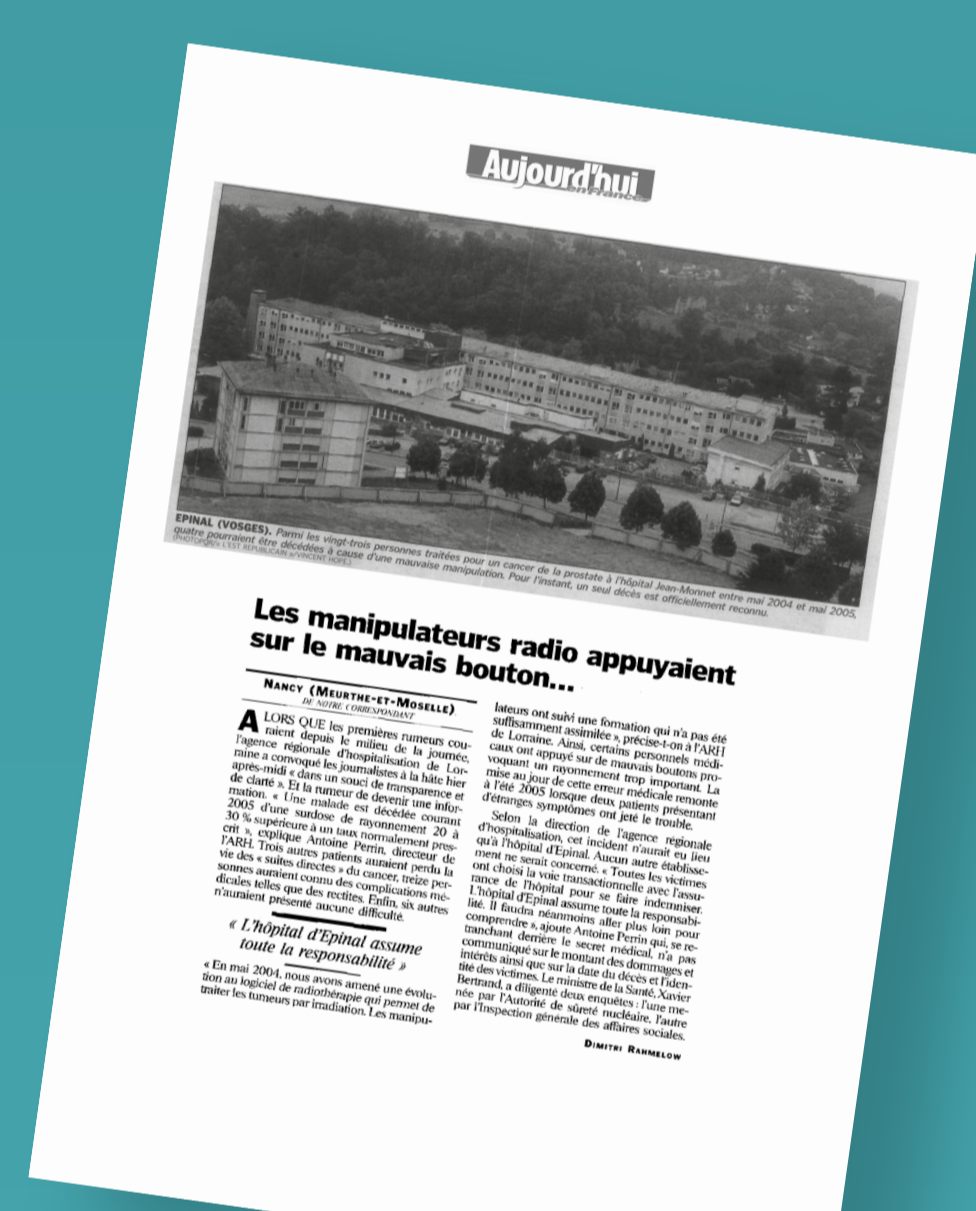 Aujourd'hui
en France
EPINAL (VOSGES). Parmi les vingt-trois personnes traitées pour un cancer de la prostate à l'hôpital Jean-Monnet entre mai 2004 et mai 2005,
quatre pourraient être décédées à cause d'une mauvaise manipulation. Pour l'instant, un seul décès est officiellement reconnu.
(PHOTOPQR/« L'EST REPUBLICAIN »/VINCENT HOPE.)
Les manipulateurs radio appuyaient
sur le mauvais bouton...
NANCY (MEURTHE-ET-MOSELLE)
DE NOTRE CORRESPONDANT
ALORS QUE les premières rumeurs cou-
raient depuis le milieu de la journée,
l'agence régionale d'hospitalisation de Lor-
raine a convoqué les journalistes à la hâte hier
après-midi « dans un souci de transparence et
de clarté ». Et la rumeur de devenir une infor-
mation. « Une malade est décédée courant
2005 d'une surdose de rayonnement 20 à
30 % supérieure à un taux normalement pres-
crit », explique Antoine Perrin, directeur de
l'ARH. Trois autres patients auraient perdu la
vie des « suites directes » du cancer, treize per-
sonnes auraient connu des complications mé-
dicales telles que des rectites. Enfin, six autres
n'auraient présenté aucune difficulté.
« L'hôpital d'Epinal assume
toute la responsabilité »
« En mai 2004, nous avons amené une évolu-
tion au logiciel de radiothérapie qui permet de
traiter les tumeurs par irradiation. Les manipu-
lateurs ont suivi une formation qui n'a pas été
suffisamment assimilée », précise-t-on à l'ARH
de Lorraine. Ainsi, certains personnels médi-
caux ont appuyé sur de mauvais boutons pro-
voquant un rayonnement trop important. La
mise au jour de cette erreur médicale remonte
à l'été 2005 lorsque deux patients présentant
d'étranges symptômes ont jeté le trouble.
Selon la direction de l'agence régionale
d'hospitalisation, cet incident n'aurait eu lieu
qu'à l'hôpital d'Epinal. Aucun autre établisse-
ment ne serait concerné. « Toutes les victimes
ont choisi la voie transactionnelle avec l'assu-
rance de l'hôpital pour se faire indemniser.
L'hôpital d'Epinal assume toute la responsabi-
lité. Il faudra néanmoins aller plus loin pour
comprendre », ajoute Antoine Perrin qui, se re-
tranchant derrière le secret médical, n'a pas
communiqué sur le montant des dommages et
intérêts ainsi que sur la date du décès et l'iden-
tité des victimes. Le ministre de la Santé, Xavier
Bertrand, a diligenté deux enquêtes : l'une me-
née par l'Autorité de sûreté nucléaire, l'autre
par l'Inspection générale des affaires sociales.
DIMITRI RAHMELOW